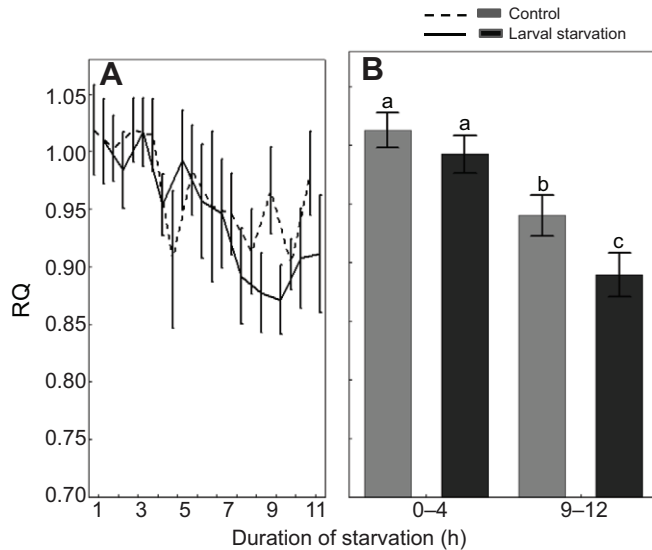 Control
Larval starvation
A
B
1.05
1.00
0.95
0.90
0.85
0.80
0.75
0.70
RQ
a
a
b
c
1 3 5 7 9 11
0–4 9–12
Duration of starvation (h)